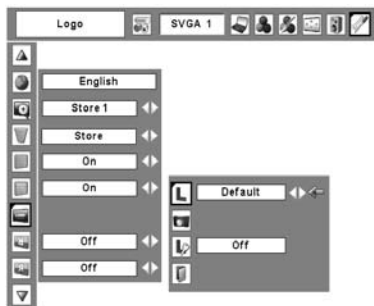 Logo
SVGA 1
English
Store 1
Store
On
On
Default
Off
Off
Off